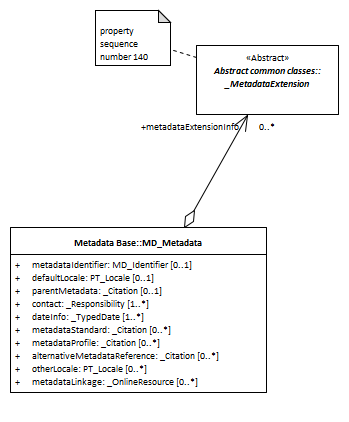 property
sequence
number 140
«Abstract»
Abstract common classes::
_MetadataExtension
+metadataExtensionInfo 0..*
Metadata Base::MD_Metadata
+ metadataIdentifier: MD_Identifier [0..1]
+ defaultLocale: PT_Locale [0..1]
+ parentMetadata: _Citation [0..1]
+ contact: _Responsibility [1..*]
+ dateInfo: _TypedDate [1..*]
+ metadataStandard: _Citation [0..*]
+ metadataProfile: _Citation [0..*]
+ alternativeMetadataReference: _Citation [0..*]
+ otherLocale: PT_Locale [0..*]
+ metadataLinkage: _OnlineResource [0..*]